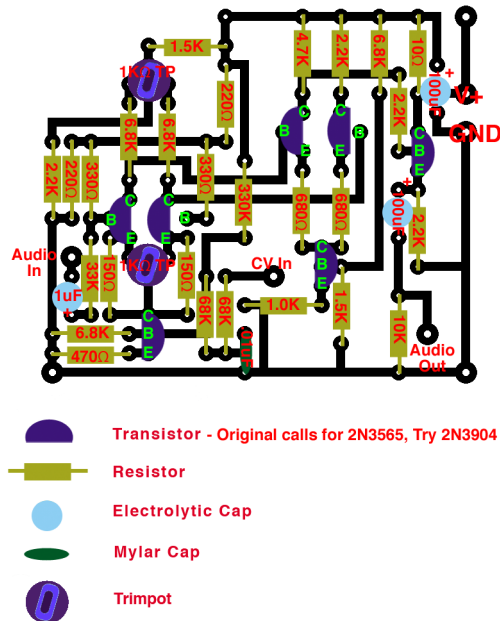 1.5K
4.7K
2.2K
6.8K
10Ω
1KΩ TP
220Ω
2.2K
100uF
+
V+
GND
6.8K
6.8K
C
B
E
C
B
E
C
B
E
2.2K
220Ω
330Ω
330Ω
330K
680Ω
680Ω
+
100uF
2.2K
C
B
E
C
B
E
Audio
In
1KΩ TP
CV In
C
B
E
1uF
+
33K
150Ω
150Ω
68K
68K
1.0K
1.5K
10K
6.8K
470Ω
C
B
E
.01uF
Audio
Out
Transistor - Original calls for 2N3565, Try 2N3904
Resistor
Electrolytic Cap
Mylar Cap
Trimpot